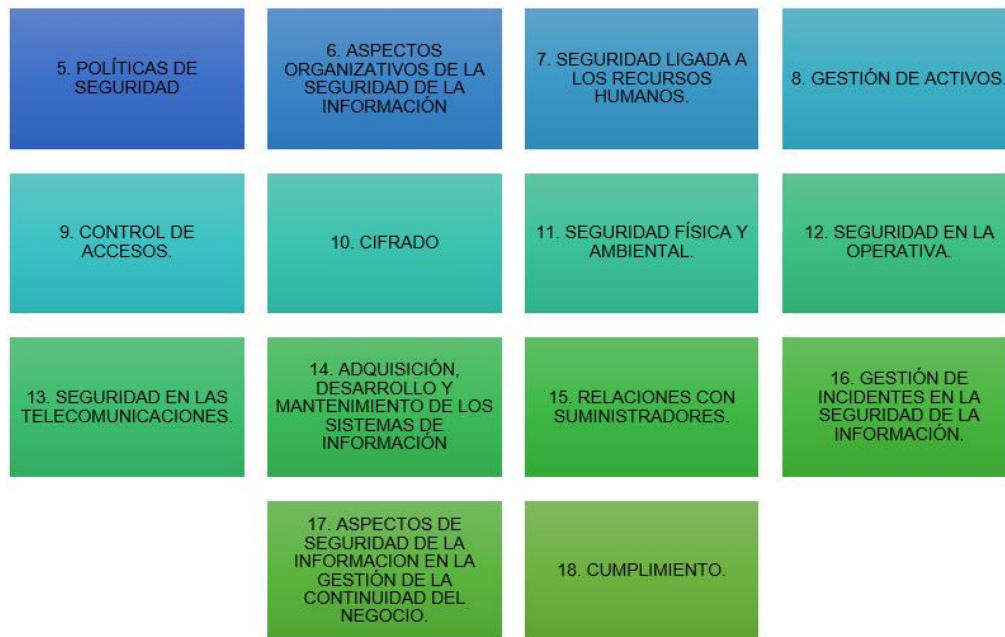 5. POLÍTICAS DE
SEGURIDAD
6. ASPECTOS
ORGANIZATIVOS DE LA
SEGURIDAD DE LA
INFORMACIÓN
7. SEGURIDAD LIGADA A
LOS RECURSOS
HUMANOS.
8. GESTIÓN DE ACTIVOS.
9. CONTROL DE
ACCESOS.
10. CIFRADO
11. SEGURIDAD FÍSICA Y
AMBIENTAL.
12. SEGURIDAD EN LA
OPERATIVA.
13. SEGURIDAD EN LAS
TELECOMUNICACIONES.
14. ADQUISICIÓN,
DESARROLLO Y
MANTENIMIENTO DE LOS
SISTEMAS DE
INFORMACIÓN
15. RELACIONES CON
SUMINISTRADORES.
16. GESTIÓN DE
INCIDENTES EN LA
SEGURIDAD DE LA
INFORMACIÓN.
17. ASPECTOS DE
SEGURIDAD DE LA
INFORMACION EN LA
GESTIÓN DE LA
CONTINUIDAD DEL
NEGOCIO.
18. CUMPLIMIENTO.